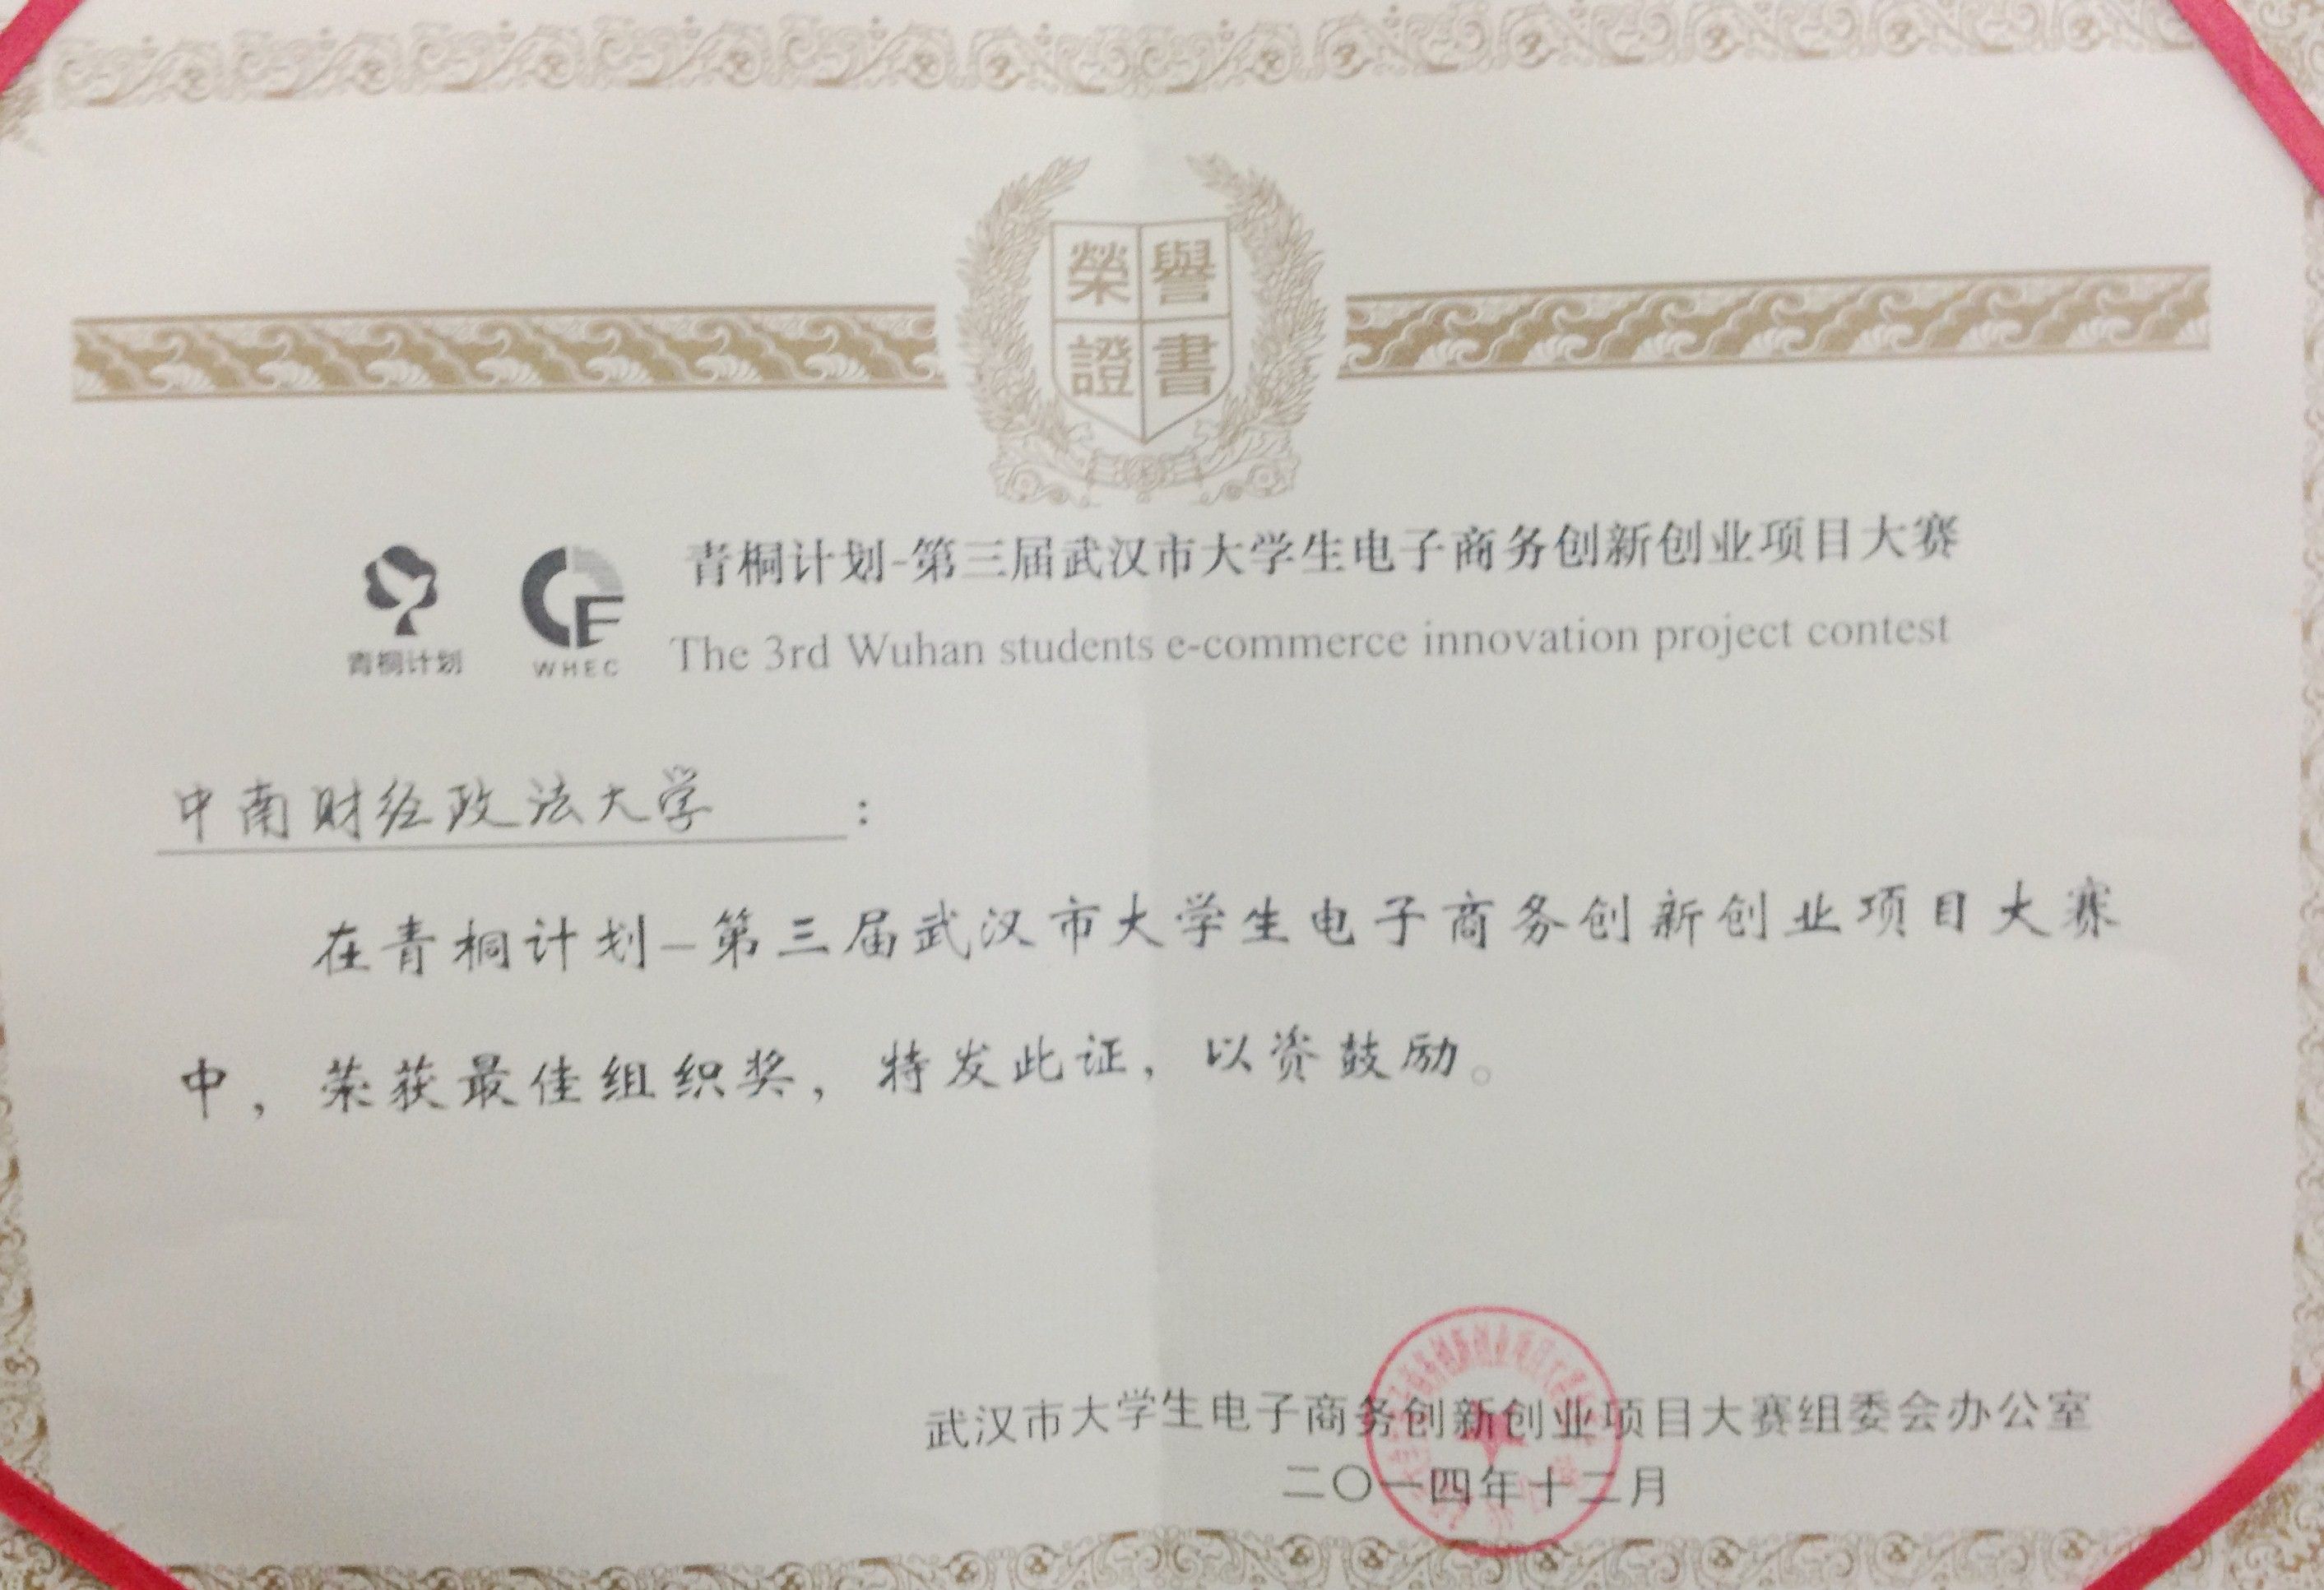 榮譽
證書
青桐计划-第三届武汉市大学生电子商务创新创业项目大赛
青桐计划
WHEC
The 3rd Wuhan students e-commerce innovation project contest
中南财经政法大学：
在青桐计划-第三届武汉市大学生电子商务创新创业项目大赛
中，荣获最佳组织奖，特发此证，以资鼓励。
武汉市大学生电子商务创新创业项目大赛组委会办公室
二〇一四年十二月